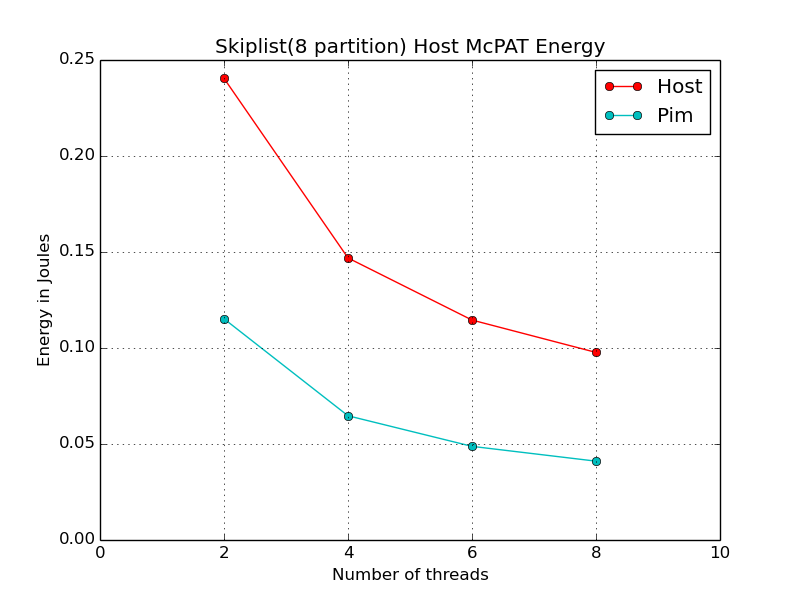 Skiplist(8 partition) Host McPAT Energy
0.25
0.20
0.15
0.10
0.05
0.00
Energy in Joules
Host
Pim
0 2 4 6 8 10
Number of threads